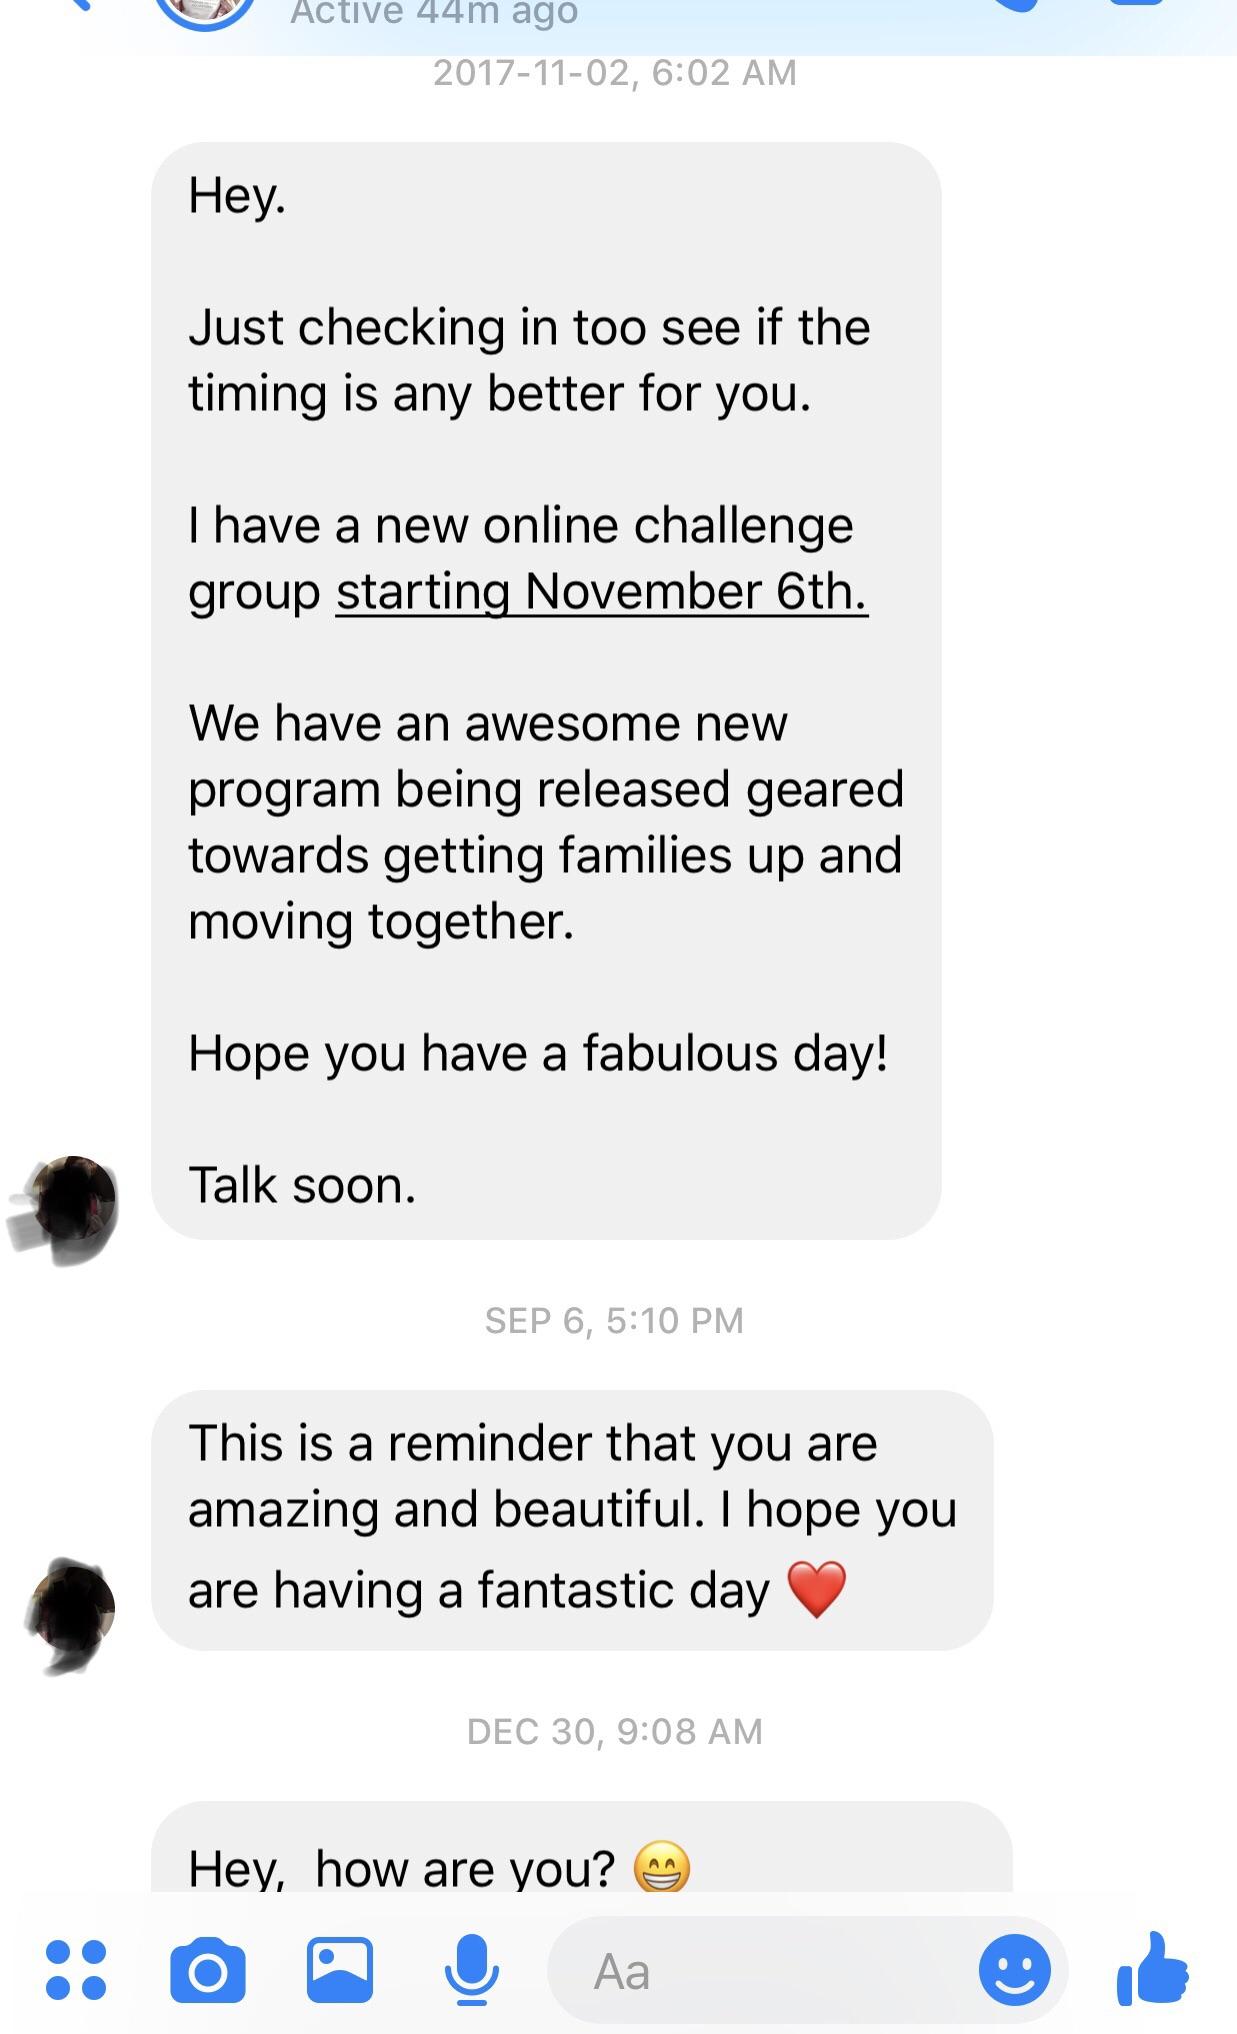 Active 44m ago
2017-11-02, 6:02 AM
Hey.
Just checking in too see if the
timing is any better for you.
I have a new online challenge
group starting November 6th.
We have an awesome new
program being released geared
towards getting families up and
moving together.
Hope you have a fabulous day!
Talk soon.
SEP 6, 5:10 PM
This is a reminder that you are
amazing and beautiful. I hope you
are having a fantastic day ❤️
DEC 30, 9:08 AM
Hey,  how are you? 😁
Aa